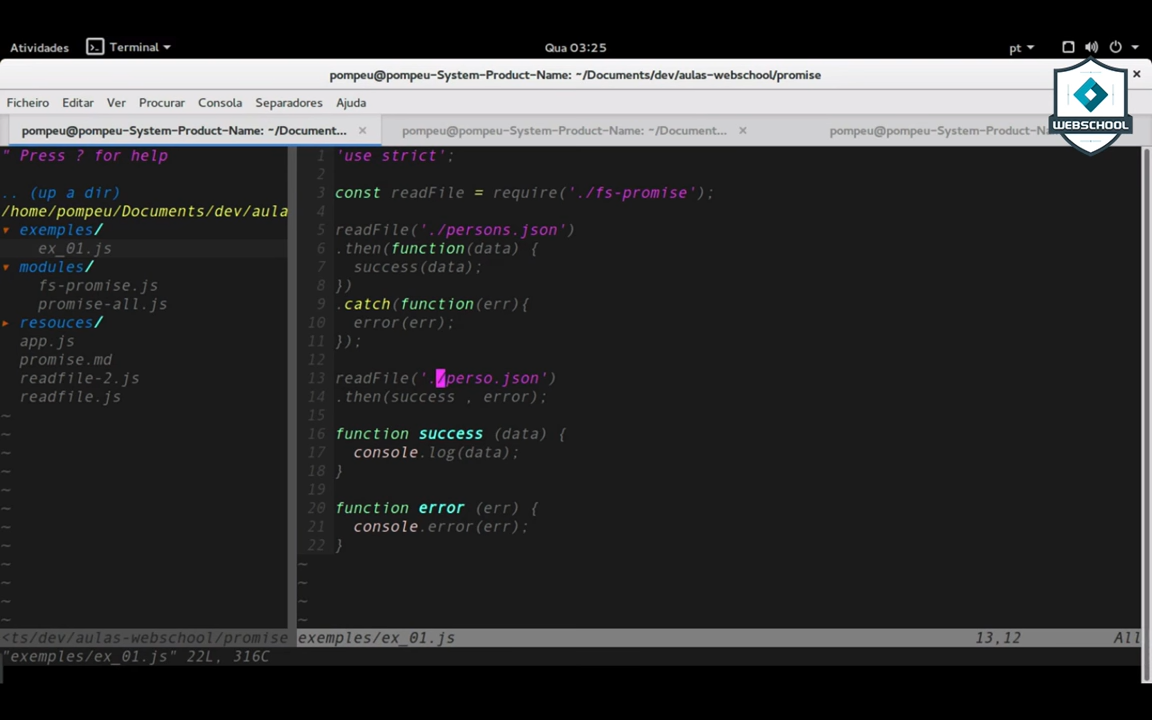 Atividades
Terminal
Qua 03:25
pt
pompeu@pompeu-System-Product-Name: ~/Documents/dev/aulas-webschool/promise
Ficheiro Editar Ver Procurar Consola Separadores Ajuda
WEBSCHOOL
pompeu@pompeu-System-Product-Name: ~/Document...
pompeu@pompeu-System-Product-Name: ~/Document...
pompeu@pompeu-System-Product-Na
" Press ? for help
.. (up a dir)
/home/pompeu/Documents/dev/aula
▾ exemples/
ex_01.js
▾ modules/
fs-promise.js
promise-all.js
▸ resouces/
app.js
promise.md
readfile-2.js
readfile.js
<ts/dev/aulas-webschool/promise
1 'use strict';
2
3 const readFile = require('./fs-promise');
4
5 readFile('./persons.json')
6 .then(function(data) {
7 success(data);
8 })
9 .catch(function(err){
10 error(err);
11 });
12
13 readFile('./perso.json')
14 .then(success , error);
15
16 function success (data) {
17 console.log(data);
18 }
19
20 function error (err) {
21 console.error(err);
22 }
exemples/ex_01.js 13,12 All
"exemples/ex_01.js" 22L, 316C